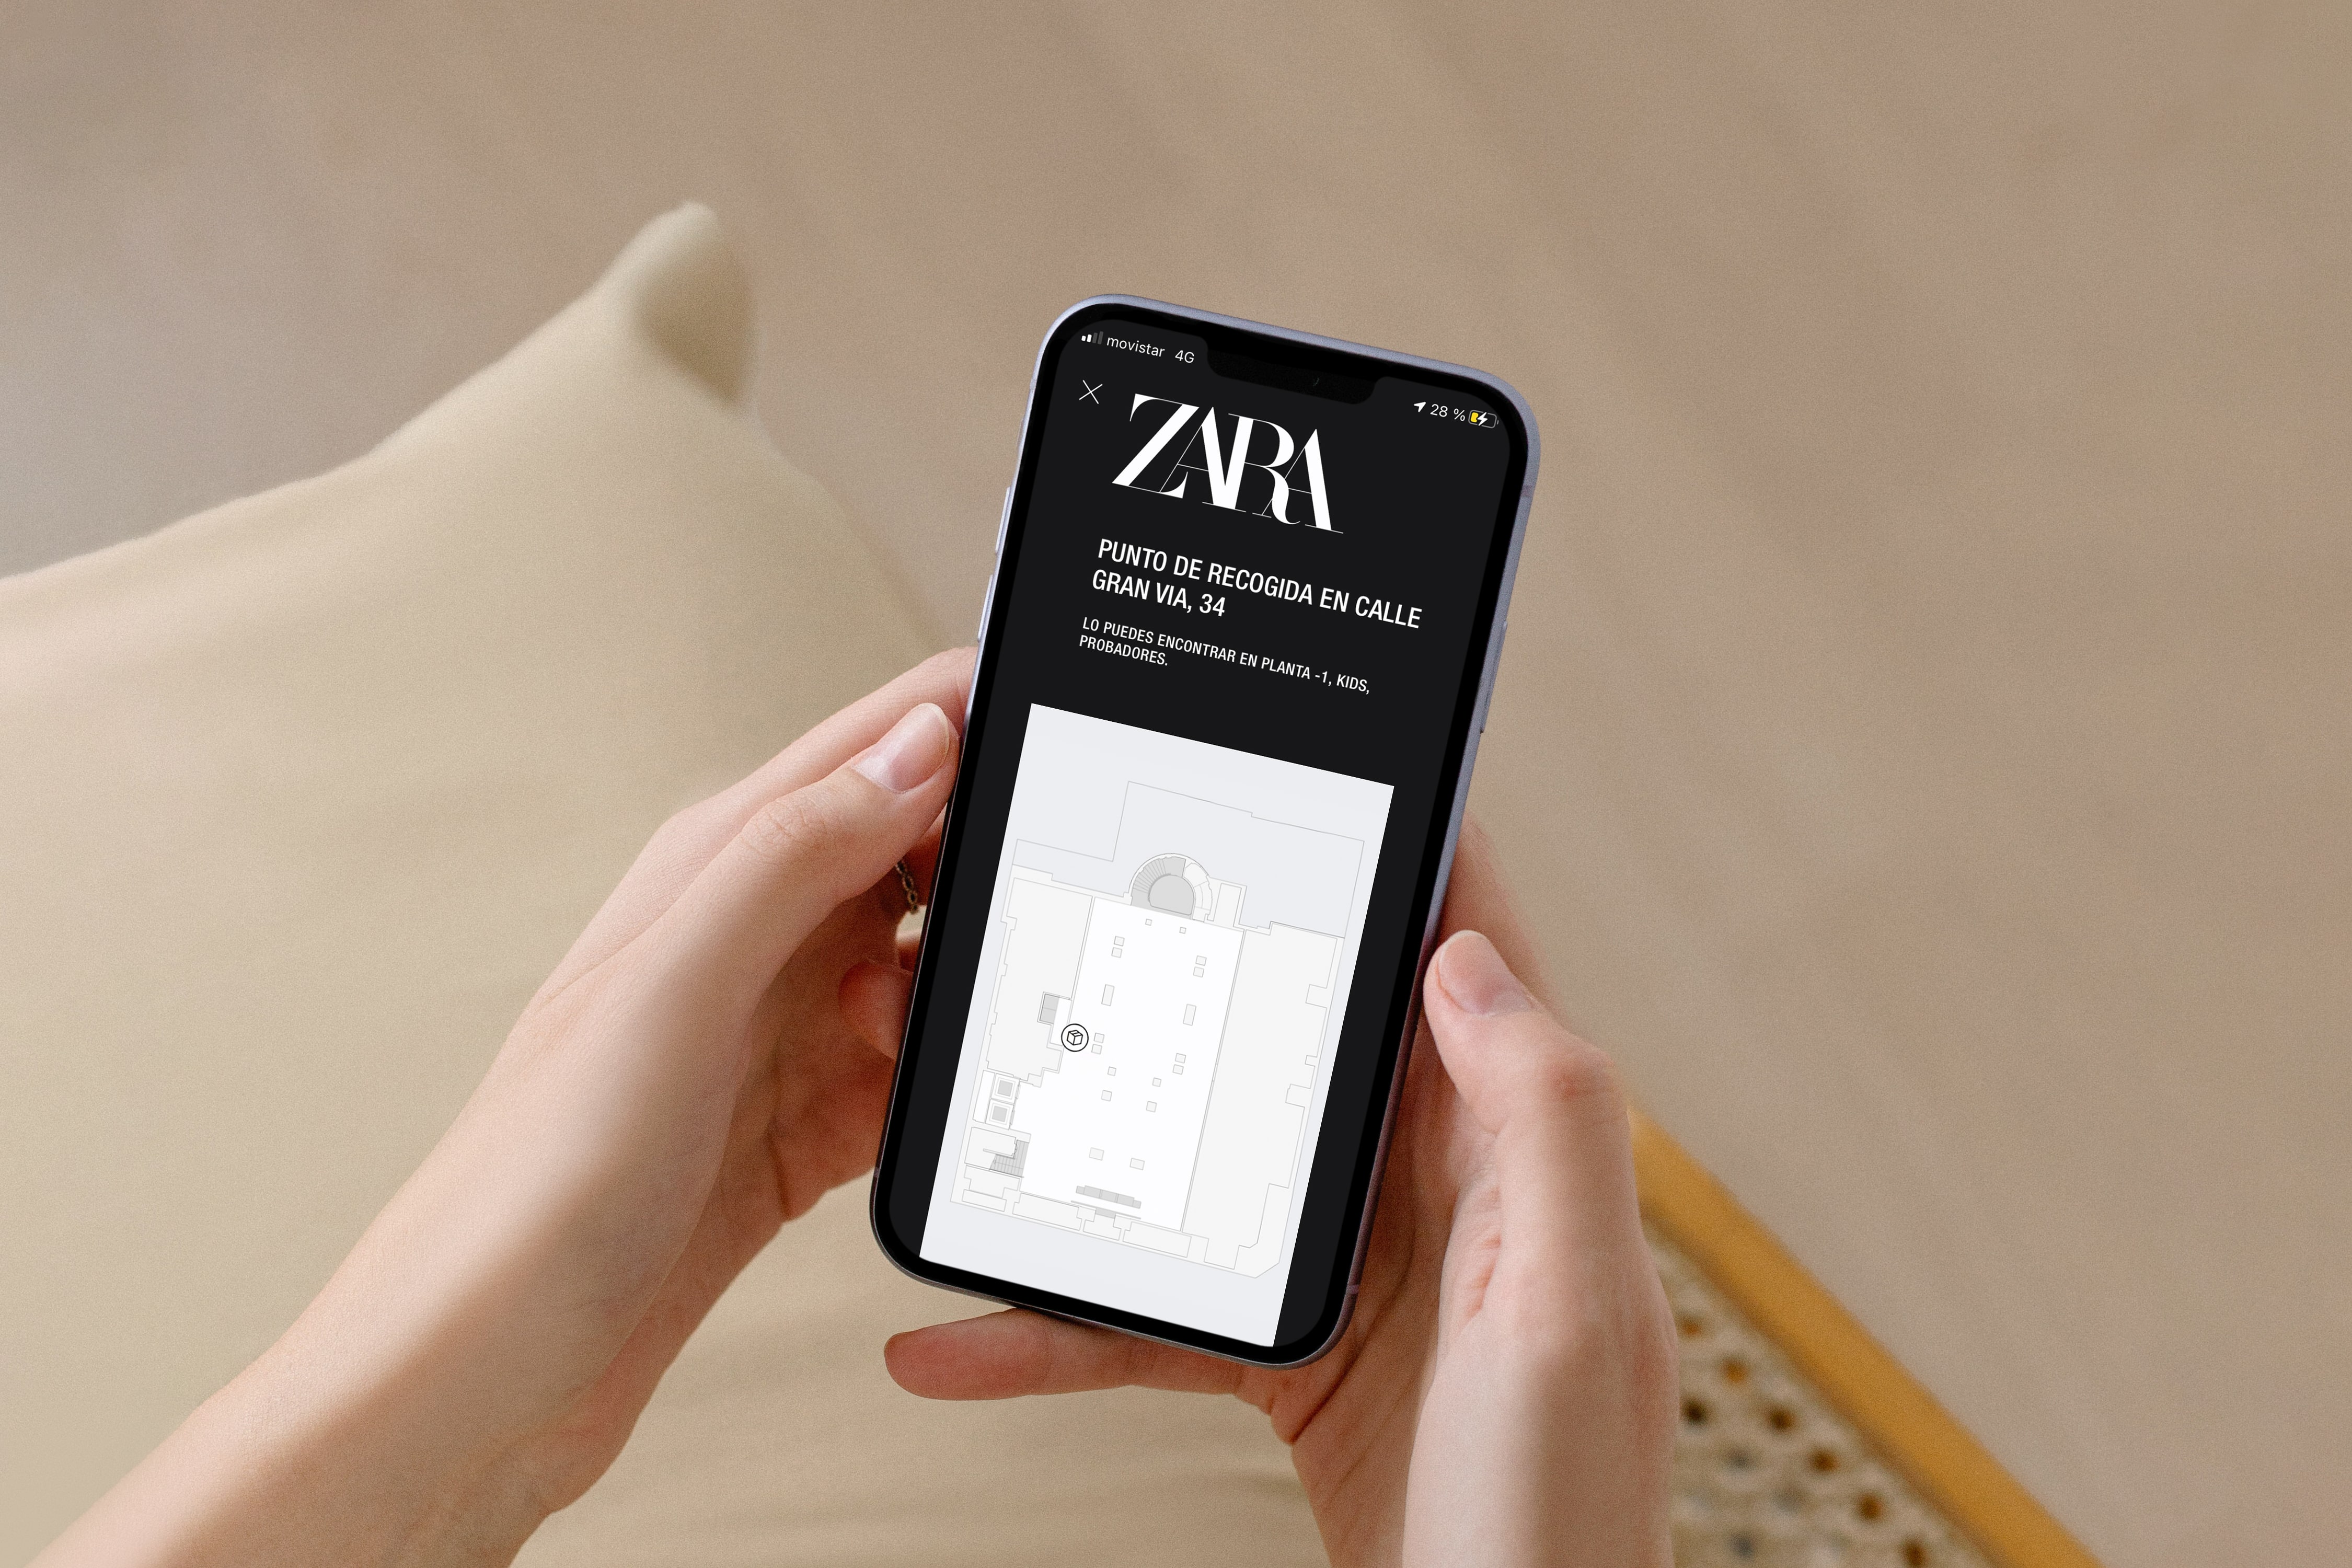 movistar 4G
28 %
ZARA
PUNTO DE RECOGIDA EN CALLE
GRAN VIA, 34
LO PUEDES ENCONTRAR EN PLANTA -1, KIDS,
PROBADORES.